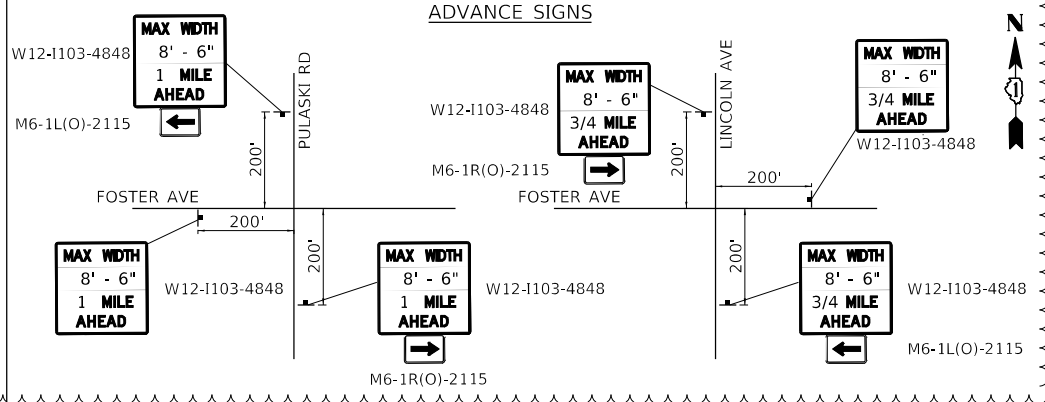 ADVANCE SIGNS
W12-I103-4848
MAX WIDTH
8' - 6"
1 MILE
AHEAD
M6-1L(O)-2115
PULASKI RD
200'
FOSTER AVE
200'
200'
MAX WIDTH
8' - 6"
1 MILE
AHEAD
W12-I103-4848
MAX WIDTH
8' - 6"
1 MILE
AHEAD
W12-I103-4848
M6-1R(O)-2115
W12-I103-4848
MAX WIDTH
8' - 6"
3/4 MILE
AHEAD
M6-1R(O)-2115
LINCOLN AVE
200'
FOSTER AVE
200'
200'
MAX WIDTH
8' - 6"
3/4 MILE
AHEAD
W12-I103-4848
MAX WIDTH
8' - 6"
3/4 MILE
AHEAD
W12-I103-4848
M6-1L(O)-2115
N
1